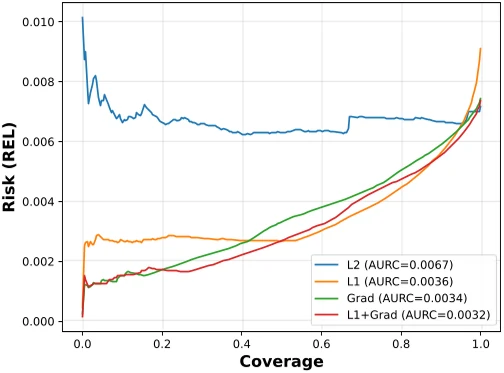 0.010
0.008
0.006
0.004
0.002
0.000
Risk (REL)
L2 (AURC=0.0067)
L1 (AURC=0.0036)
Grad (AURC=0.0034)
L1+Grad (AURC=0.0032)
0.0 0.2 0.4 0.6 0.8 1.0
Coverage